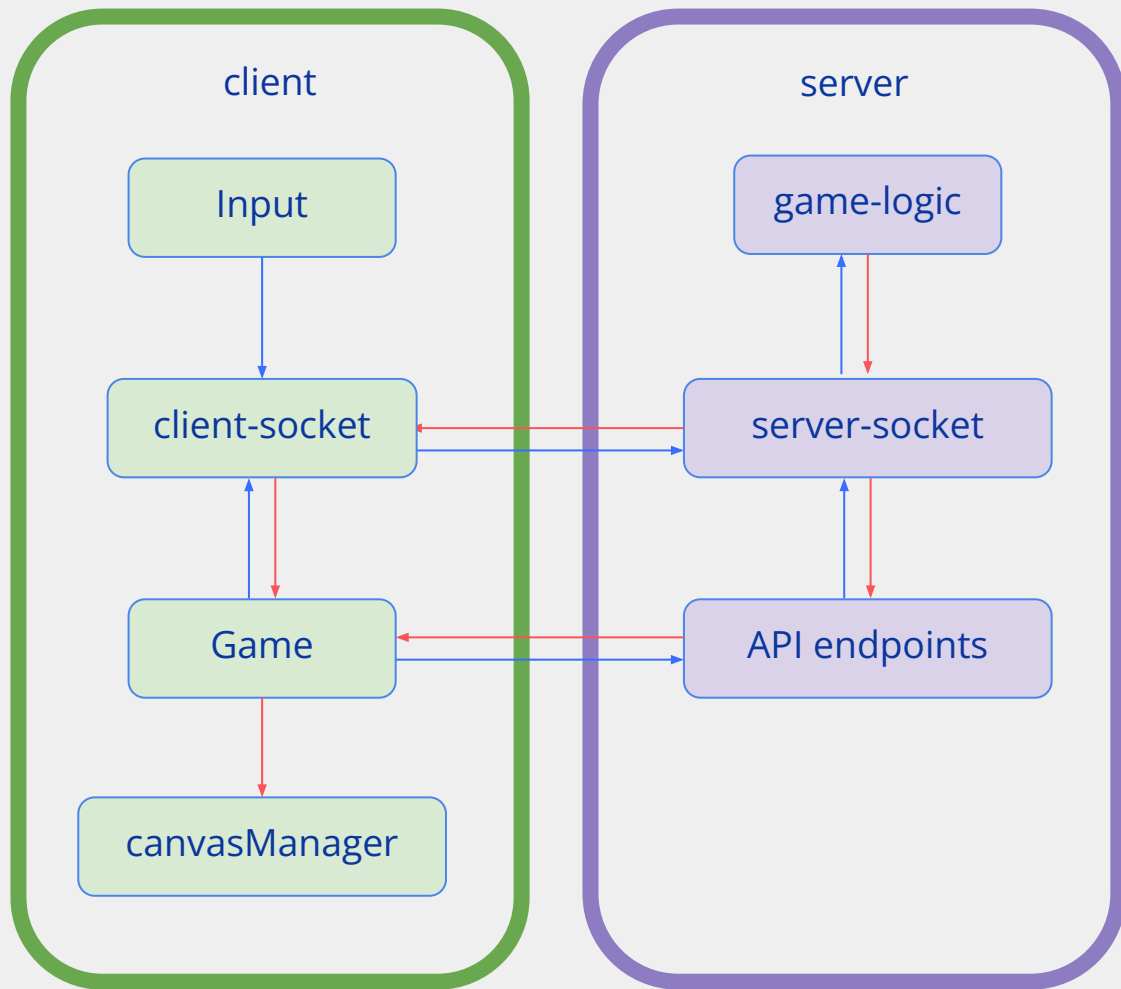 client
Input
client-socket
Game
canvasManager
server
game-logic
server-socket
API endpoints